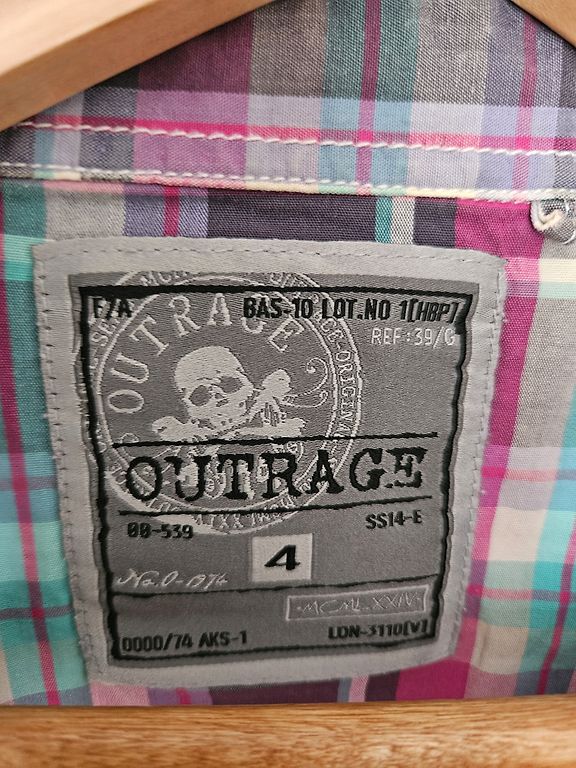 F/A BAS-10 LOT.NO 1[HBP]
REF:39/G
OUTRAGE
OUTRAGE
00-539 SS14-E
4
No.0-1974
MCMLXXIV
0000/74 AKS-1 LDN-3110[V]